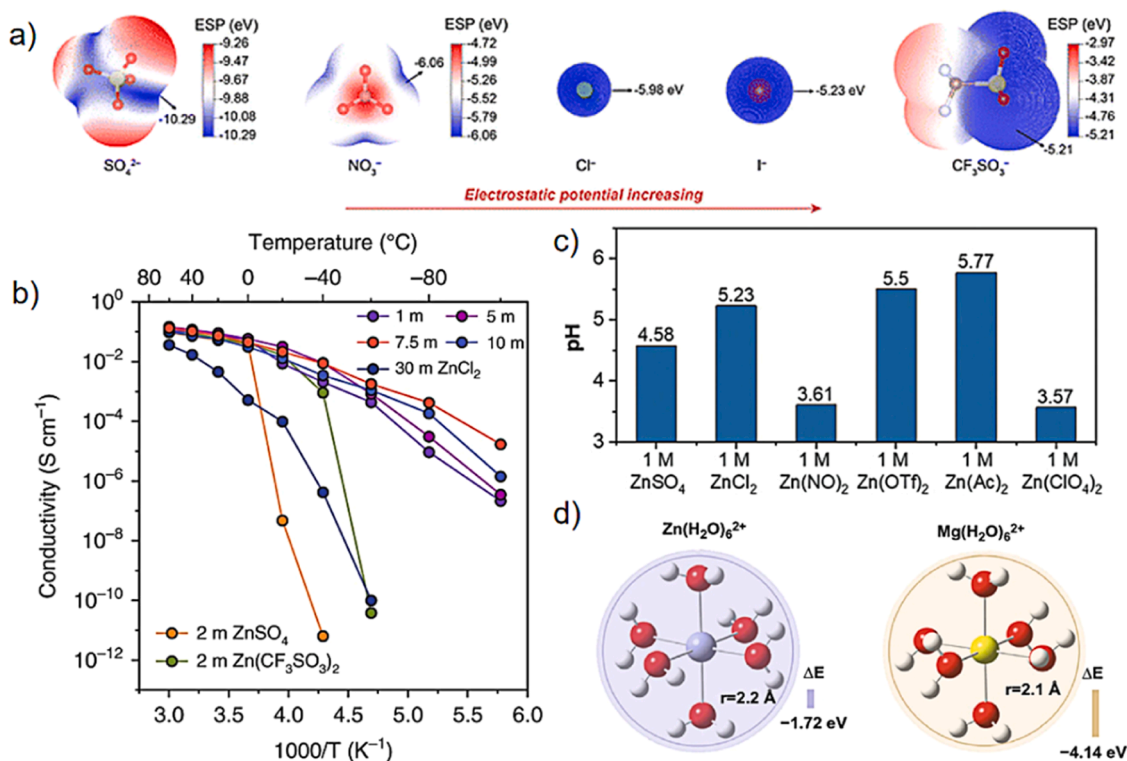 a)
ESP (eV)
-9.26
-9.47
-9.67
-9.88
-10.08
-10.29
-10.29
SO₄²⁻
ESP (eV)
-4.72
-4.99
-5.26
-5.52
-5.79
-6.06
-6.06
NO₃⁻
-5.98 eV
Cl⁻
-5.23 eV
I⁻
ESP (eV)
-2.97
-3.42
-3.87
-4.31
-4.76
-5.21
-5.21
CF₃SO₃⁻
Electrostatic potential increasing
b)
Temperature (°C)
80 40 0 −40 −80
Conductivity (S cm⁻¹)
10⁰
10⁻²
10⁻⁴
10⁻⁶
10⁻⁸
10⁻¹⁰
10⁻¹²
1 m 5 m
7.5 m 10 m
30 m ZnCl₂
2 m ZnSO₄
2 m Zn(CF₃SO₃)₂
3.0 3.5 4.0 4.5 5.0 5.5 6.0
1000/T (K⁻¹)
c)
pH
6
5
4
3
4.58
5.23
3.61
5.5
5.77
3.57
1 M 1 M 1 M 1 M 1 M 1 M
ZnSO₄ ZnCl₂ Zn(NO)₂ Zn(OTf)₂ Zn(Ac)₂ Zn(ClO₄)₂
d)
Zn(H₂O)₆²⁺
r=2.2 Å
ΔE
−1.72 eV
Mg(H₂O)₆²⁺
r=2.1 Å
ΔE
−4.14 eV